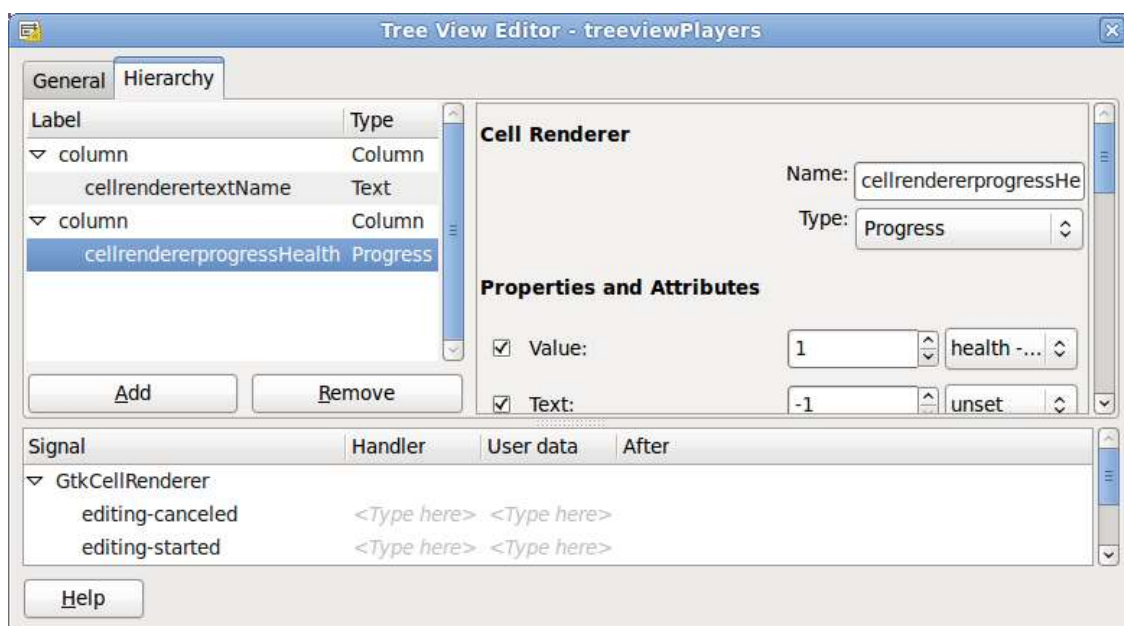 Tree View Editor - treeviewPlayers
General Hierarchy
Label Type
column Column
cellrenderertextName Text
column Column
cellrendererprogressHealth Progress
Add Remove
Cell Renderer
Name: cellrendererprogressHe
Type: Progress
Properties and Attributes
Value: 1 health -...
Text: -1 unset
Signal Handler User data After
GtkCellRenderer
editing-canceled <Type here> <Type here>
editing-started <Type here> <Type here>
Help